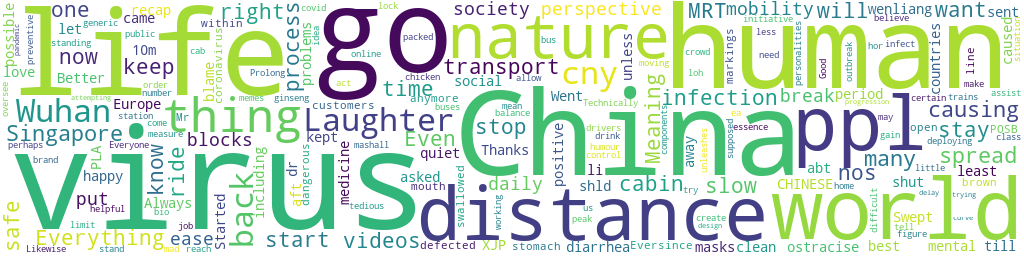 life go nature human
virus China world
distance ppl thing
Wuhan Singapore Laughter cny
one now keep right process
recap came 10m possible let
generic countries covid society perspective
MRT mobility will wenliang want sent
transport time social unless
infection break period causing
stop Even Meaning stay
many nos spread
know ride blocks back
put happy Always including
safe Everything ease start videos
daily cabin slow
Better love Mr PLA
Europe customers anymore quiet
problems coronavirus blame
kept asked medicine dangerous
dr aft started
Went Thanks positive li
shld away abt
CHINESE shut least
POSB open line caused
masks clean ostracise best mental till
defected XJP stomach diarrhea Eversince
swallowed mouth tedious
Swept figure brown home
Likewise stand job reach
limit helpful perhaps
brand station number order
preventive pandemic public standing
within cab idea online
lock packed act chicken ginseng
memes bus buses allow
moving crowd loh
markings initiative believe
less need personalities
outbreak infect hor Good
situation make assist
certain trains class
may gain deploying
supposed essence ea
Technically drivers drink
mean balance humour control
components unleashes
mashall working us peak
try create design
difficult little tell
delay trying curve
progression oversee attempting
Everyone come measure bio
Prolong